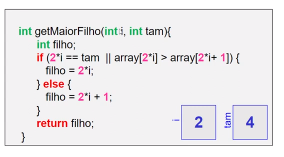 int getMaiorFilho(int i, int tam){
int filho;
if (2*i == tam || array[2*i] > array[2*i+ 1]) {
filho = 2*i;
} else {
filho = 2*i + 1;
}
return filho;
}
i 2 tam 4